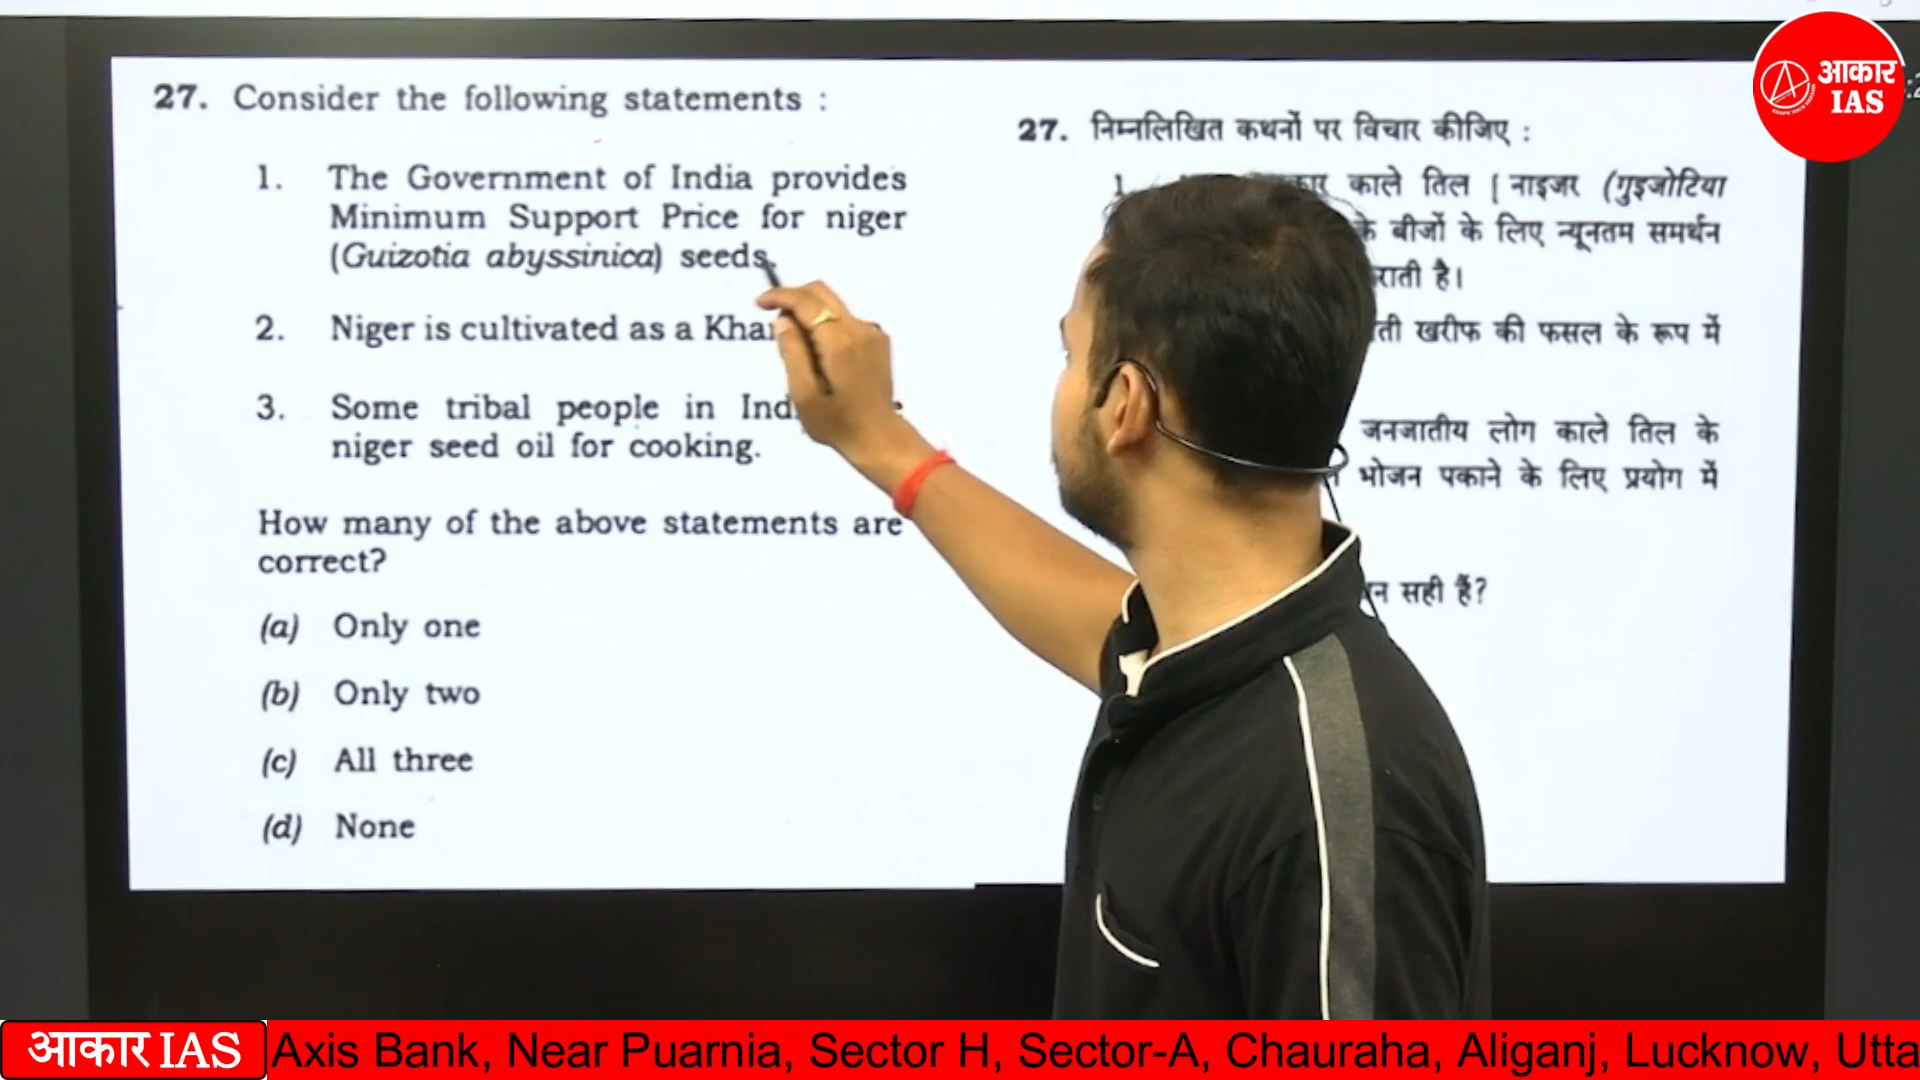 27. Consider the following statements :
1. The Government of India provides
Minimum Support Price for niger
(Guizotia abyssinica) seeds.
2. Niger is cultivated as a
3. Some tribal people in
niger seed oil for cooking.
How many of the above statements are
correct?
(a) Only one
(b) Only two
(c) All three
(d) None
27. निम्नलिखित कथनों पर विचार कीजिए :
1. काले तिल [ नाइजर (गुइजोटिया
के बीजों के लिए न्यूनतम समर्थन
है।
खरीफ की फसल के रूप में
जनजातीय लोग काले तिल के
भोजन पकाने के लिए प्रयोग में
सही हैं?
आकार
IAS
आकार IAS
Axis Bank, Near Puarnia, Sector H, Sector-A, Chauraha, Aliganj, Lucknow,